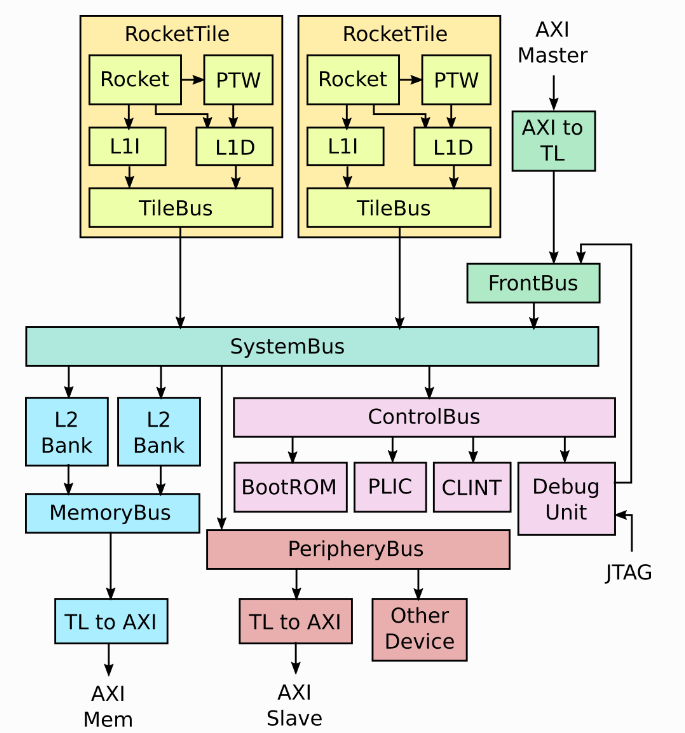 RocketTile
Rocket
PTW
L1I
L1D
TileBus
RocketTile
Rocket
PTW
L1I
L1D
TileBus
AXI
Master
AXI to
TL
FrontBus
SystemBus
L2
Bank
L2
Bank
MemoryBus
TL to AXI
AXI
Mem
ControlBus
BootROM
PLIC
CLINT
Debug
Unit
JTAG
PeripheryBus
TL to AXI
Other
Device
AXI
Slave